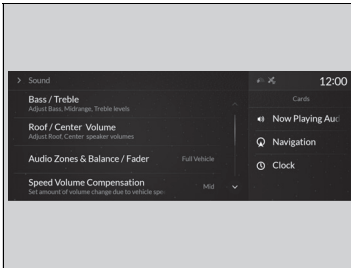 > Sound
12:00
Bass / Treble
Adjust Bass, Midrange, Treble levels
Roof / Center Volume
Adjust Roof, Center speaker volumes
Audio Zones & Balance / Fader
Full Vehicle
Speed Volume Compensation
Set amount of volume change due to vehicle spe
Mid
Cards
Now Playing Aud
Navigation
Clock